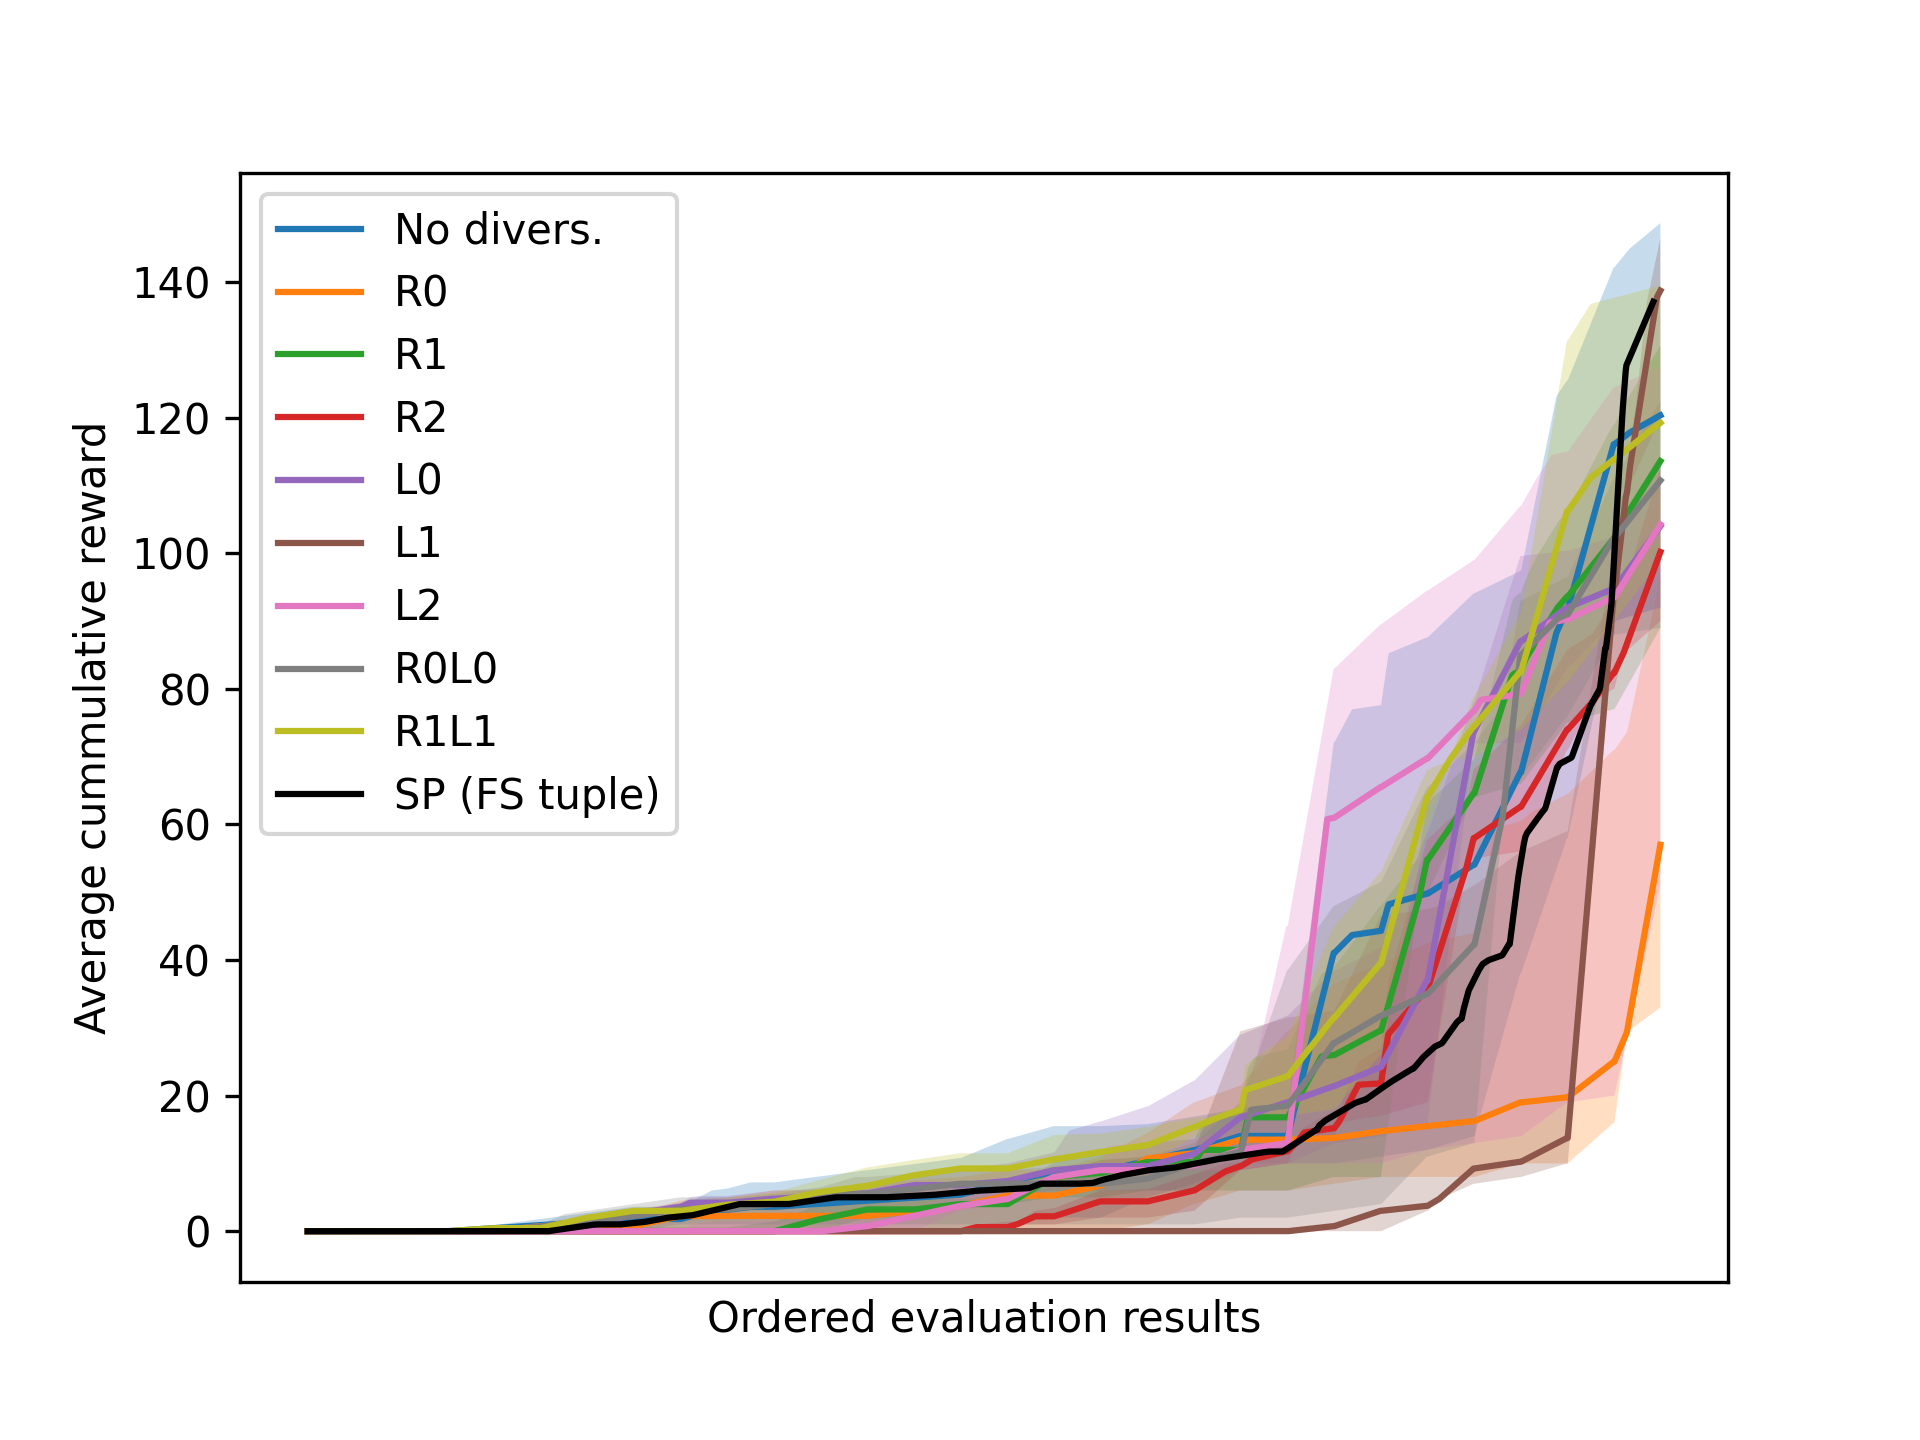 No divers.
R0
R1
R2
L0
L1
L2
R0L0
R1L1
SP (FS tuple)
140
120
100
80
60
40
20
0
Average cummulative reward
Ordered evaluation results